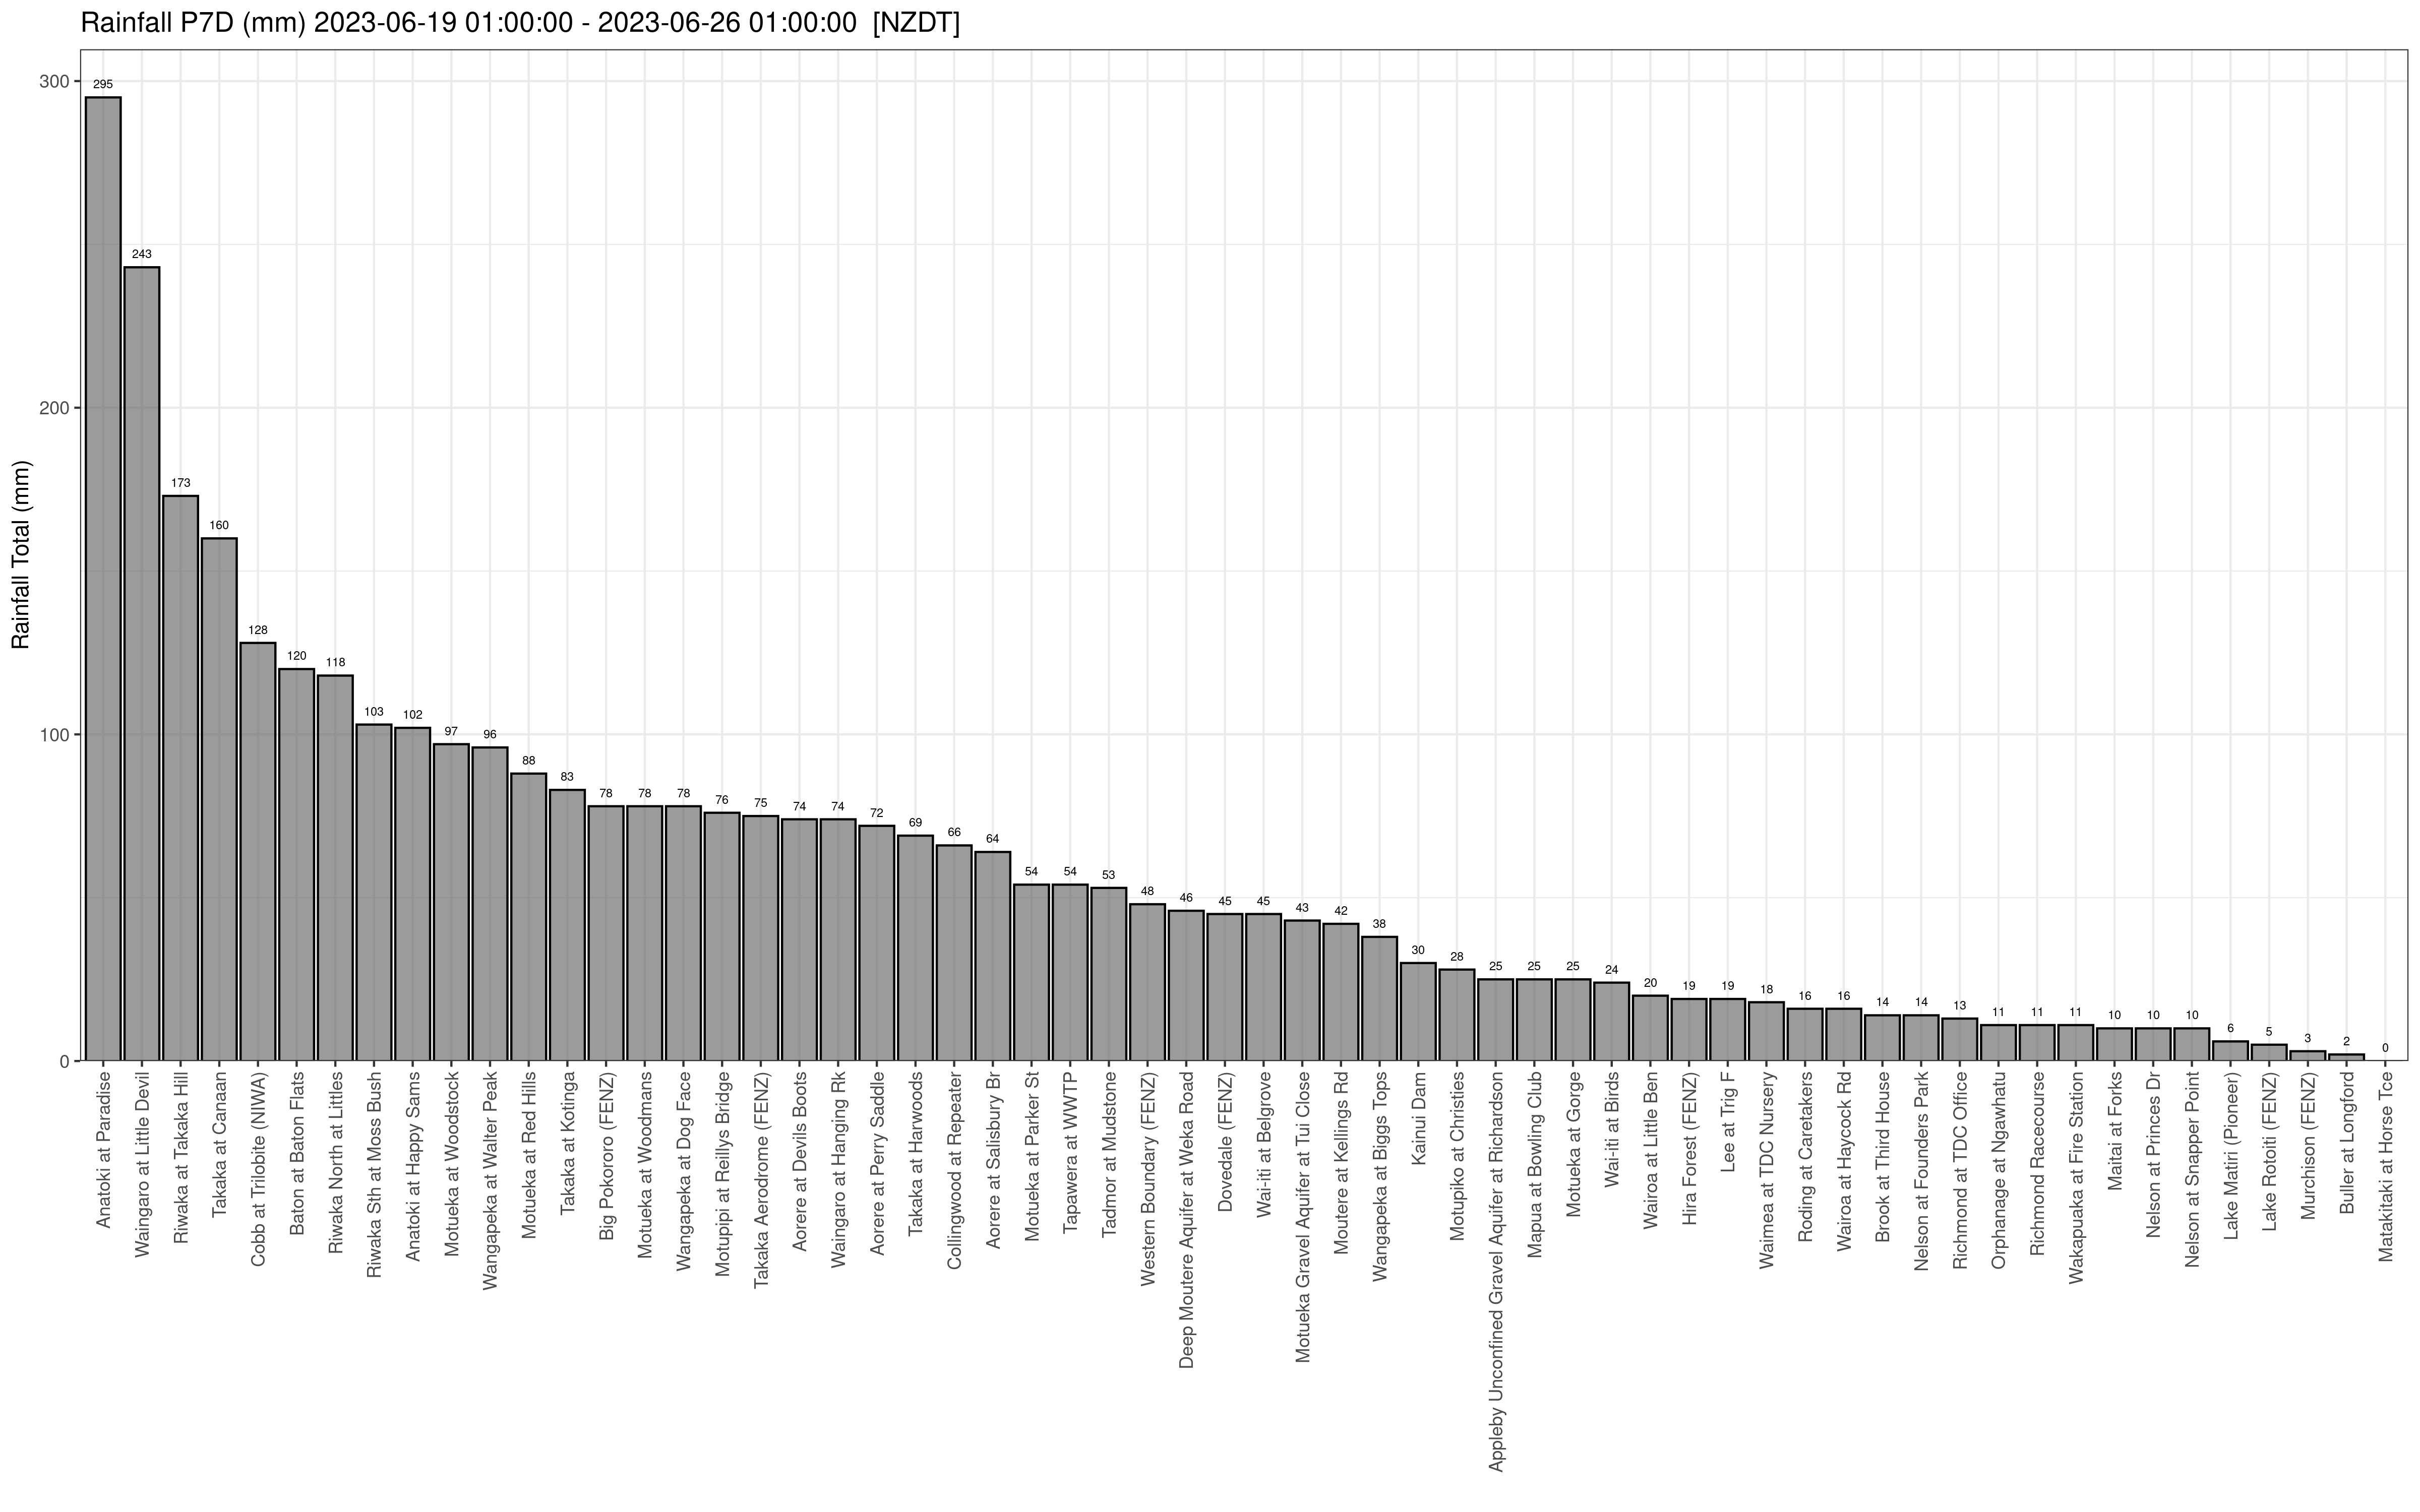 Rainfall P7D (mm) 2023-06-19 01:00:00 - 2023-06-26 01:00:00  [NZDT]
Rainfall Total (mm)
300
200
100
0
295
243
173
160
128
120
118
103
102
97
96
88
83
78
78
78
76
75
74
74
72
69
66
64
54
54
53
48
46
45
45
43
42
38
30
28
25
25
25
24
20
19
19
18
16
16
14
14
13
11
11
11
10
10
10
6
5
3
2
0
Anatoki at Paradise
Waingaro at Little Devil
Riwaka at Takaka Hill
Takaka at Canaan
Cobb at Trilobite (NIWA)
Baton at Baton Flats
Riwaka North at Littles
Riwaka Sth at Moss Bush
Anatoki at Happy Sams
Motueka at Woodstock
Wangapeka at Walter Peak
Motueka at Red Hills
Takaka at Kotinga
Big Pokororo (FENZ)
Motueka at Woodmans
Wangapeka at Dog Face
Motupipi at Reillys Bridge
Takaka Aerodrome (FENZ)
Aorere at Devils Boots
Waingaro at Hanging Rk
Aorere at Perry Saddle
Takaka at Harwoods
Collingwood at Repeater
Aorere at Salisbury Br
Motueka at Parker St
Tapawera at WWTP
Tadmor at Mudstone
Western Boundary (FENZ)
Deep Moutere Aquifer at Weka Road
Dovedale (FENZ)
Wai-iti at Belgrove
Motueka Gravel Aquifer at Tui Close
Moutere at Kellings Rd
Wangapeka at Biggs Tops
Kainui Dam
Motupiko at Christies
Appleby Unconfined Gravel Aquifer at Richardson
Mapua at Bowling Club
Motueka at Gorge
Wai-iti at Birds
Wairoa at Little Ben
Hira Forest (FENZ)
Lee at Trig F
Waimea at TDC Nursery
Roding at Caretakers
Wairoa at Haycock Rd
Brook at Third House
Nelson at Founders Park
Richmond at TDC Office
Orphanage at Ngawhatu
Richmond Racecourse
Wakapuaka at Fire Station
Maitai at Forks
Nelson at Princes Dr
Nelson at Snapper Point
Lake Matiri (Pioneer)
Lake Rotoiti (FENZ)
Murchison (FENZ)
Buller at Longford
Matakitaki at Horse Tce